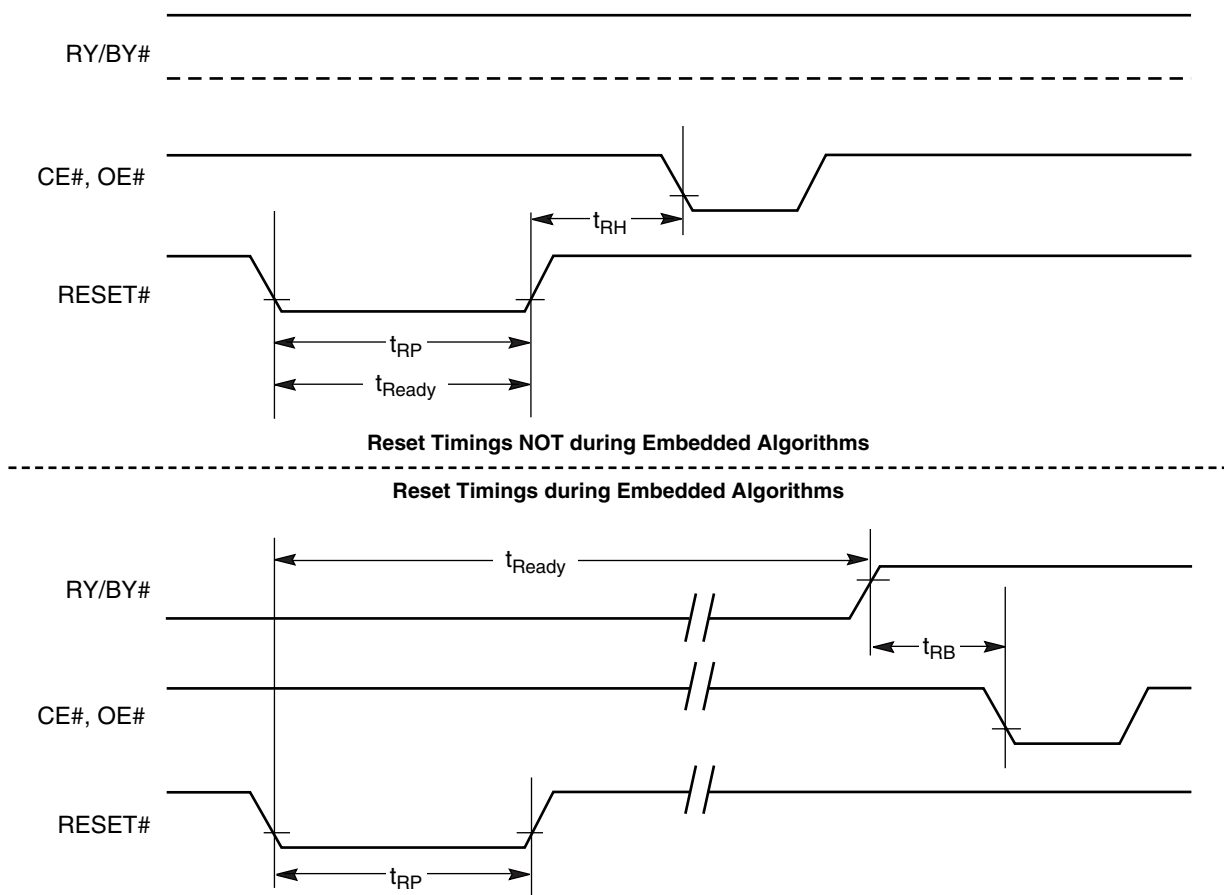 RY/BY#
CE#, OE#
tRH
RESET#
tRP
tReady
Reset Timings NOT during Embedded Algorithms
Reset Timings during Embedded Algorithms
tReady
RY/BY#
tRB
CE#, OE#
RESET#
tRP